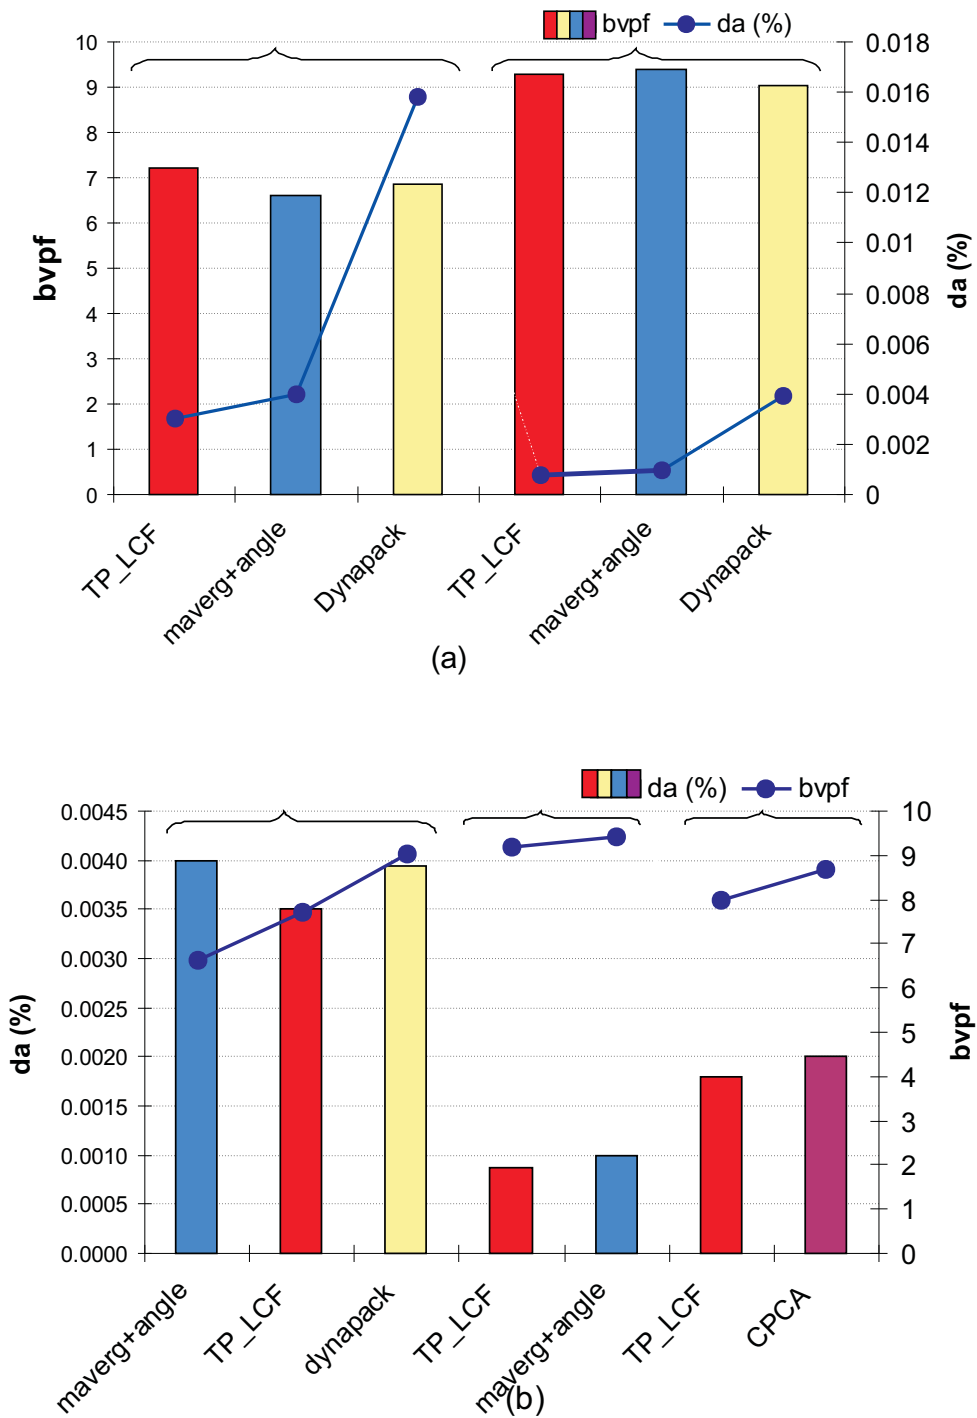 bvpf da (%)
10
9
8
7
6
5
4
3
2
1
0
bvpf
0.018
0.016
0.014
0.012
0.01
0.008
0.006
0.004
0.002
0
da (%)
TP_LCF
maverg+angle
Dynapack
TP_LCF
maverg+angle
Dynapack
(a)
da (%) bvpf
0.0045
0.0040
0.0035
0.0030
0.0025
0.0020
0.0015
0.0010
0.0005
0.0000
da (%)
10
9
8
7
6
5
4
3
2
1
0
bvpf
maverg+angle
TP_LCF
dynapack
TP_LCF
maverg+angle
TP_LCF
CPCA
(b)